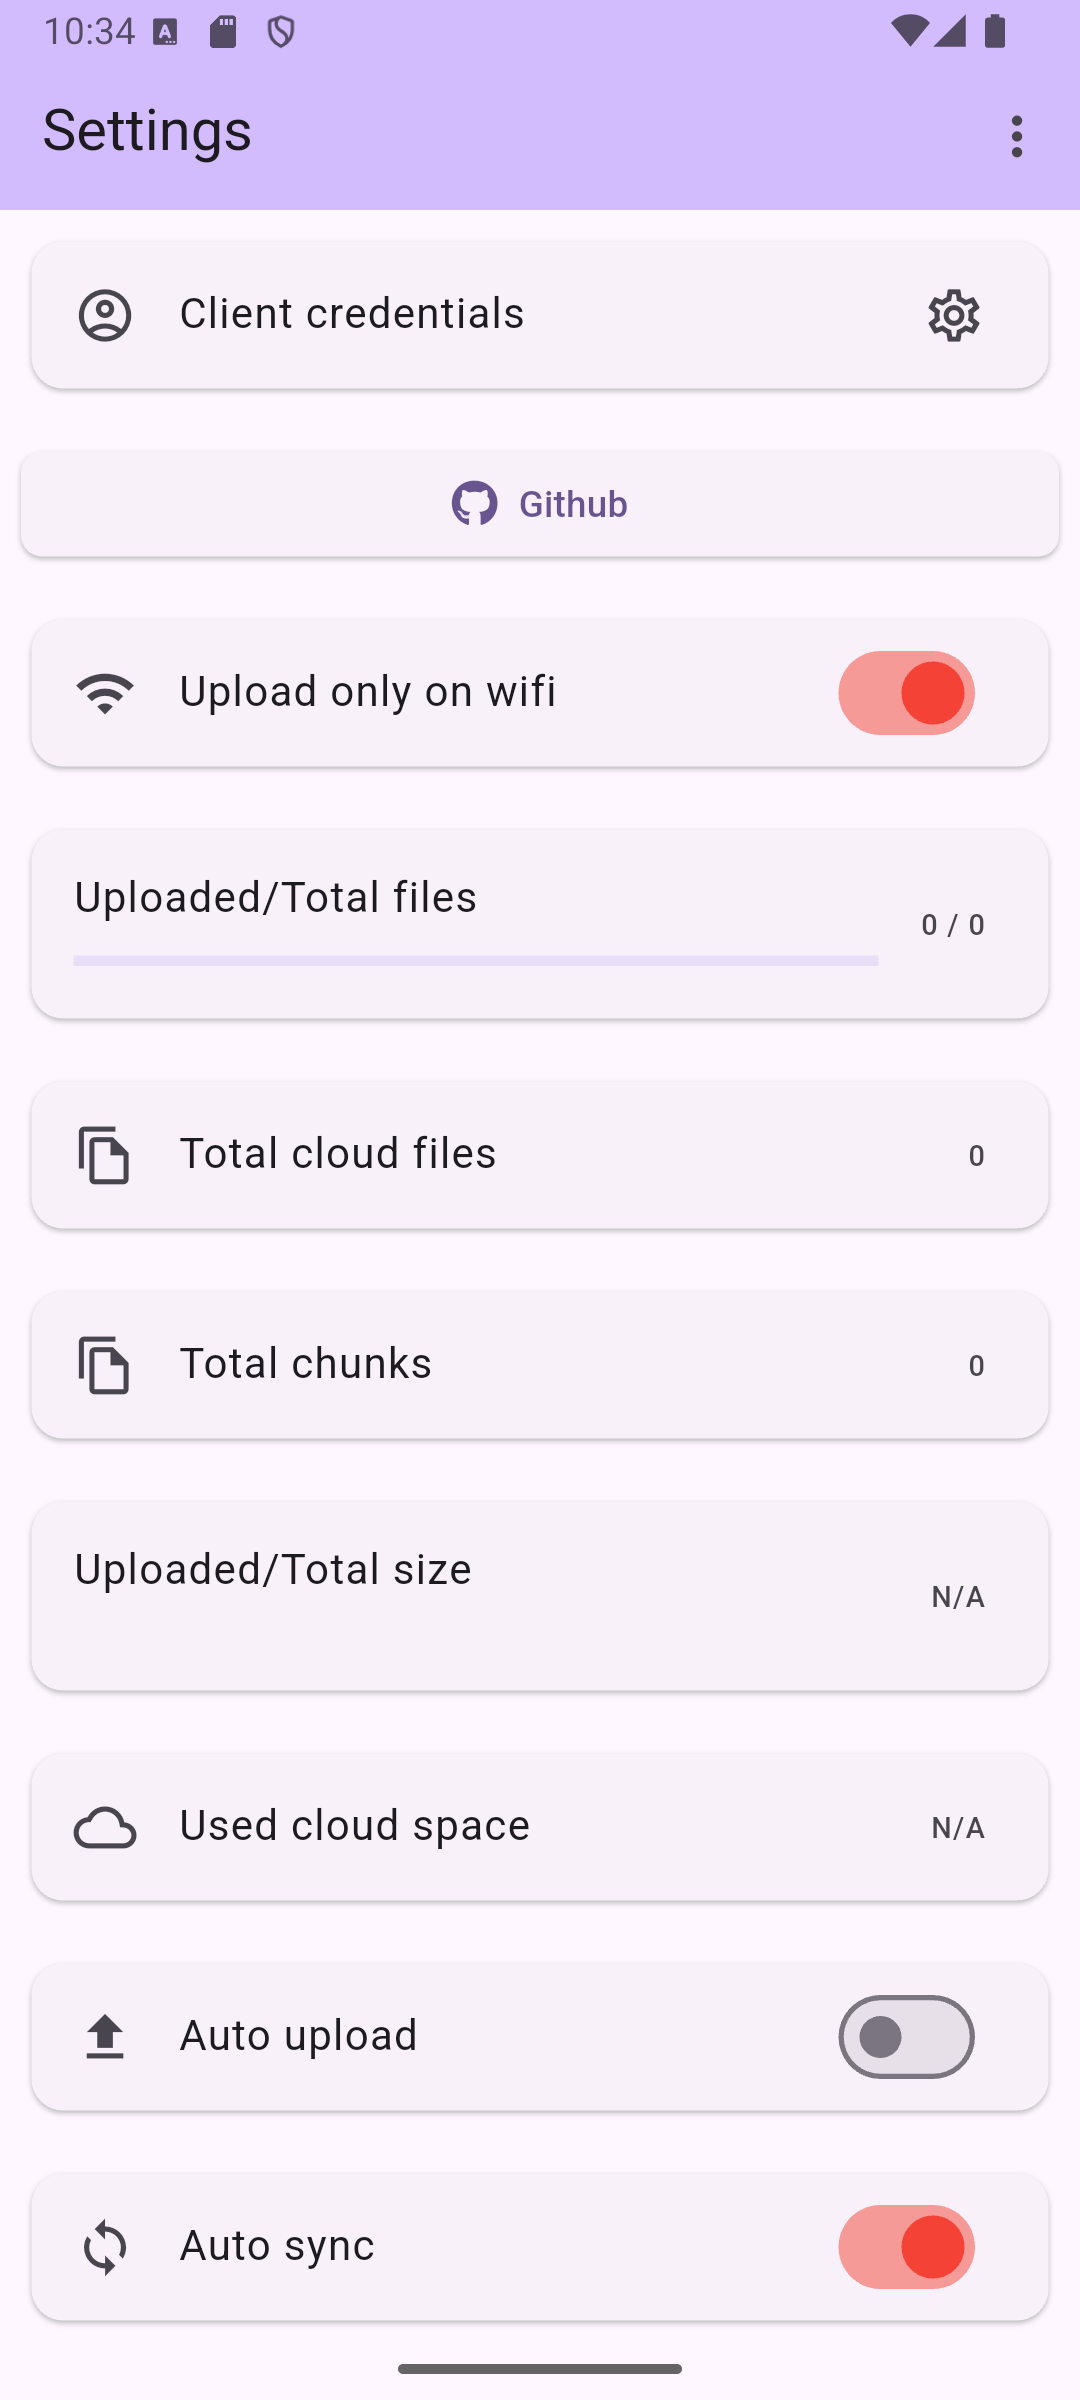 10:34
Settings
Client credentials
Github
Upload only on wifi
Uploaded/Total files
0 / 0
Total cloud files
0
Total chunks
0
Uploaded/Total size
N/A
Used cloud space
N/A
Auto upload
Auto sync